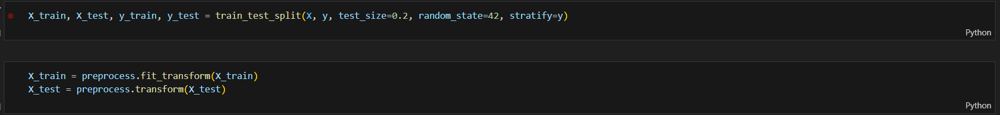 X_train, X_test, y_train, y_test = train_test_split(X, y, test_size=0.2, random_state=42, stratify=y)
Python
X_train = preprocess.fit_transform(X_train)
X_test = preprocess.transform(X_test)
Python